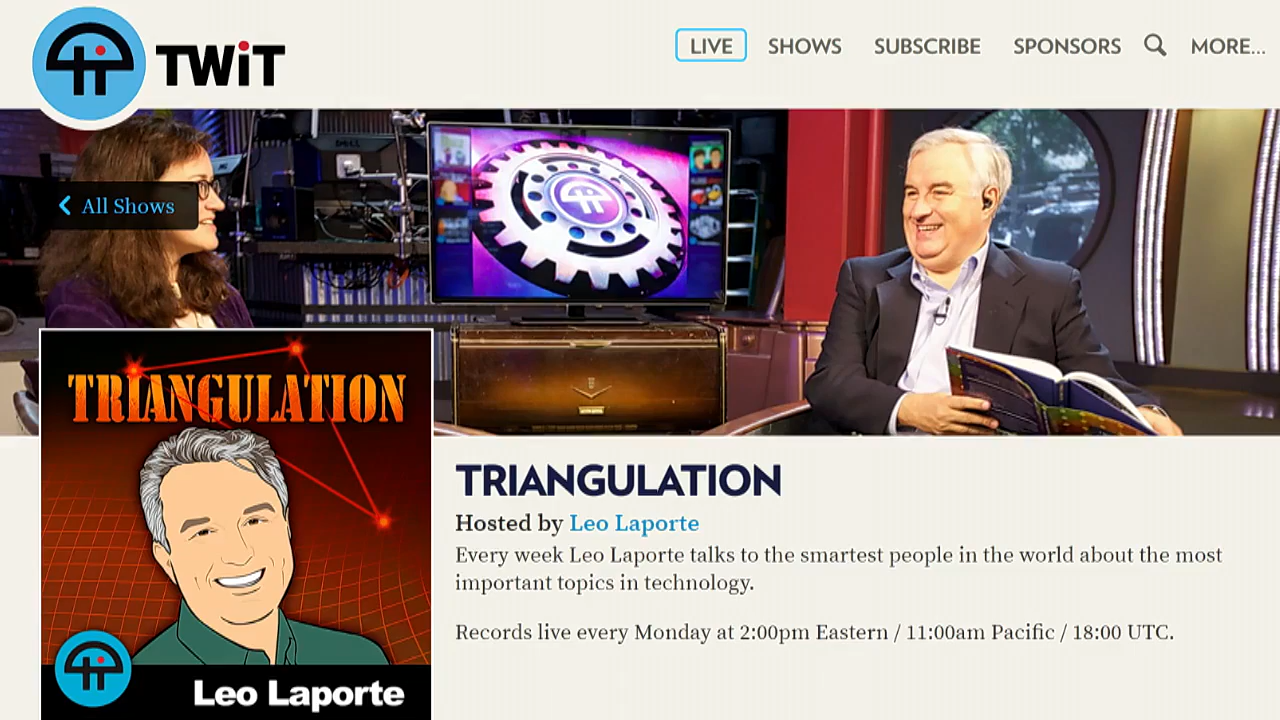 TWiT
LIVE
SHOWS
SUBSCRIBE
SPONSORS
MORE...
All Shows
TRIANGULATION
Leo Laporte
TRIANGULATION
Hosted by Leo Laporte
Every week Leo Laporte talks to the smartest people in the world about the most
important topics in technology.
Records live every Monday at 2:00pm Eastern / 11:00am Pacific / 18:00 UTC.